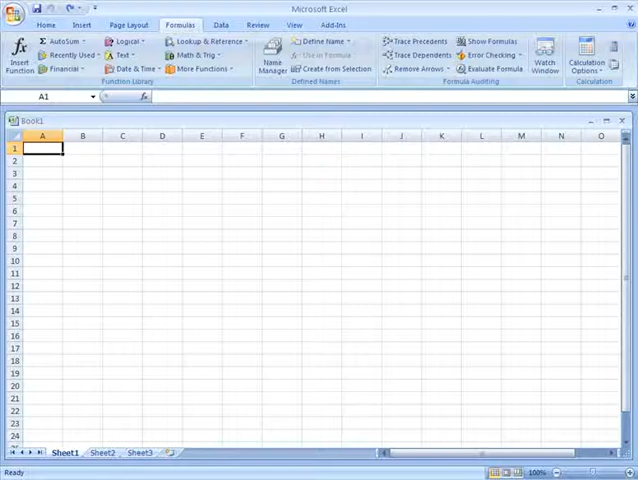 Microsoft Excel
Home Insert Page Layout Formulas Data Review View Add-Ins
AutoSum Logical Lookup & Reference Define Name Trace Precedents Show Formulas
Recently Used Text Math & Trig Use in Formula Trace Dependents Error Checking
Financial Date & Time More Functions Create from Selection Remove Arrows Evaluate Formula
Insert Function Name Manager Watch Window Calculation Options
Function Library Defined Names Formula Auditing Calculation
A1 fx
Book1
A B C D E F G H I J K L M N O
1
2
3
4
5
6
7
8
9
10
11
12
13
14
15
16
17
18
19
20
21
22
23
24
Sheet1 Sheet2 Sheet3
Ready 100%